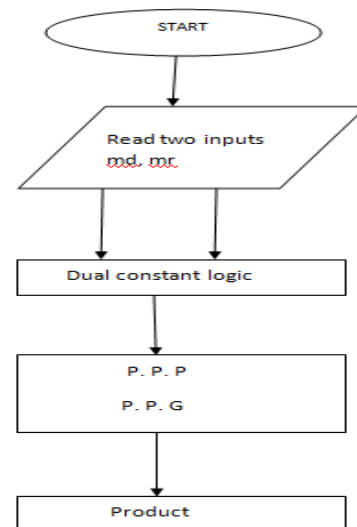 START
Read two inputs
md, mr
Dual constant logic
P. P. P
P. P. G
Product